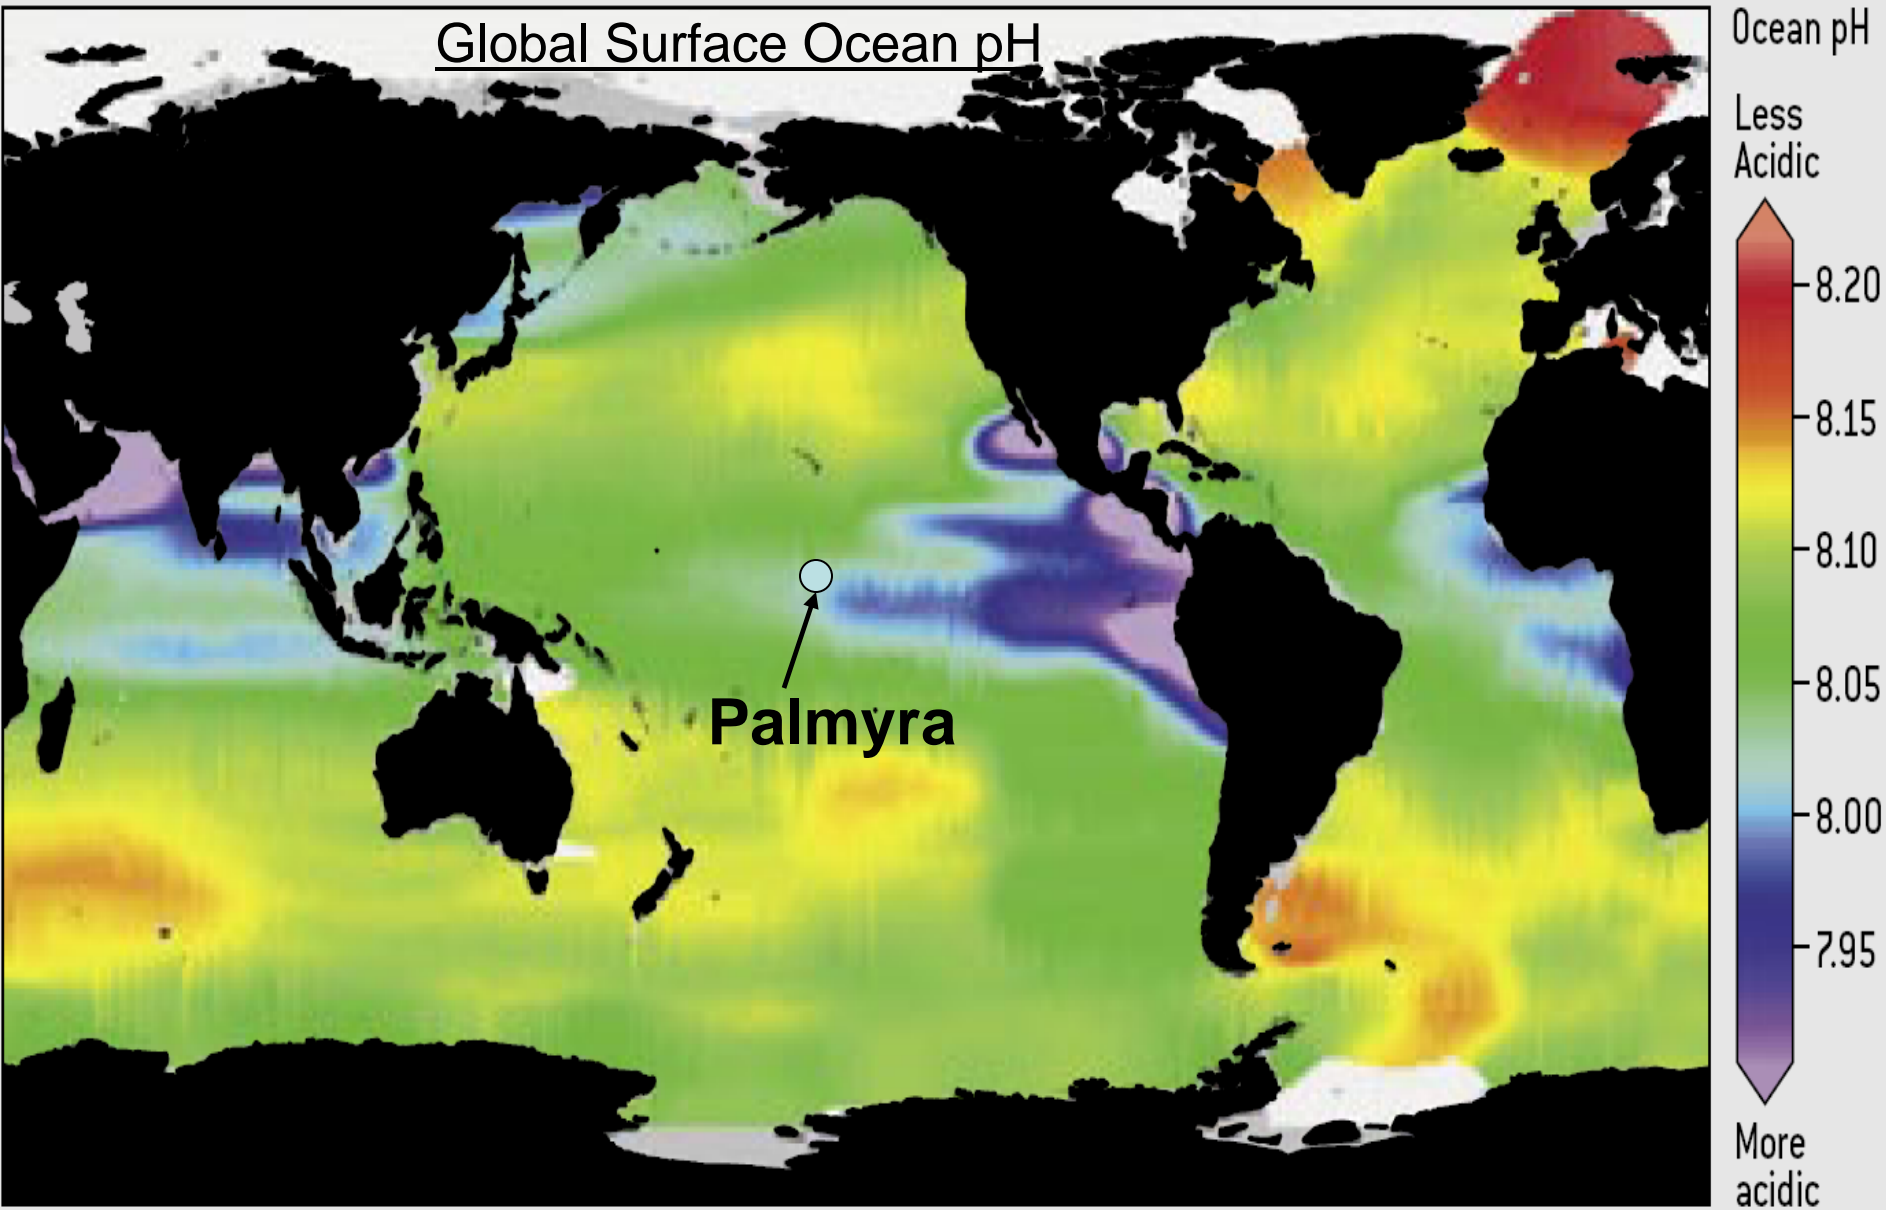 Global Surface Ocean pH
Ocean pH
Less
Acidic
8.20
8.15
8.10
8.05
8.00
7.95
More
acidic
Palmyra